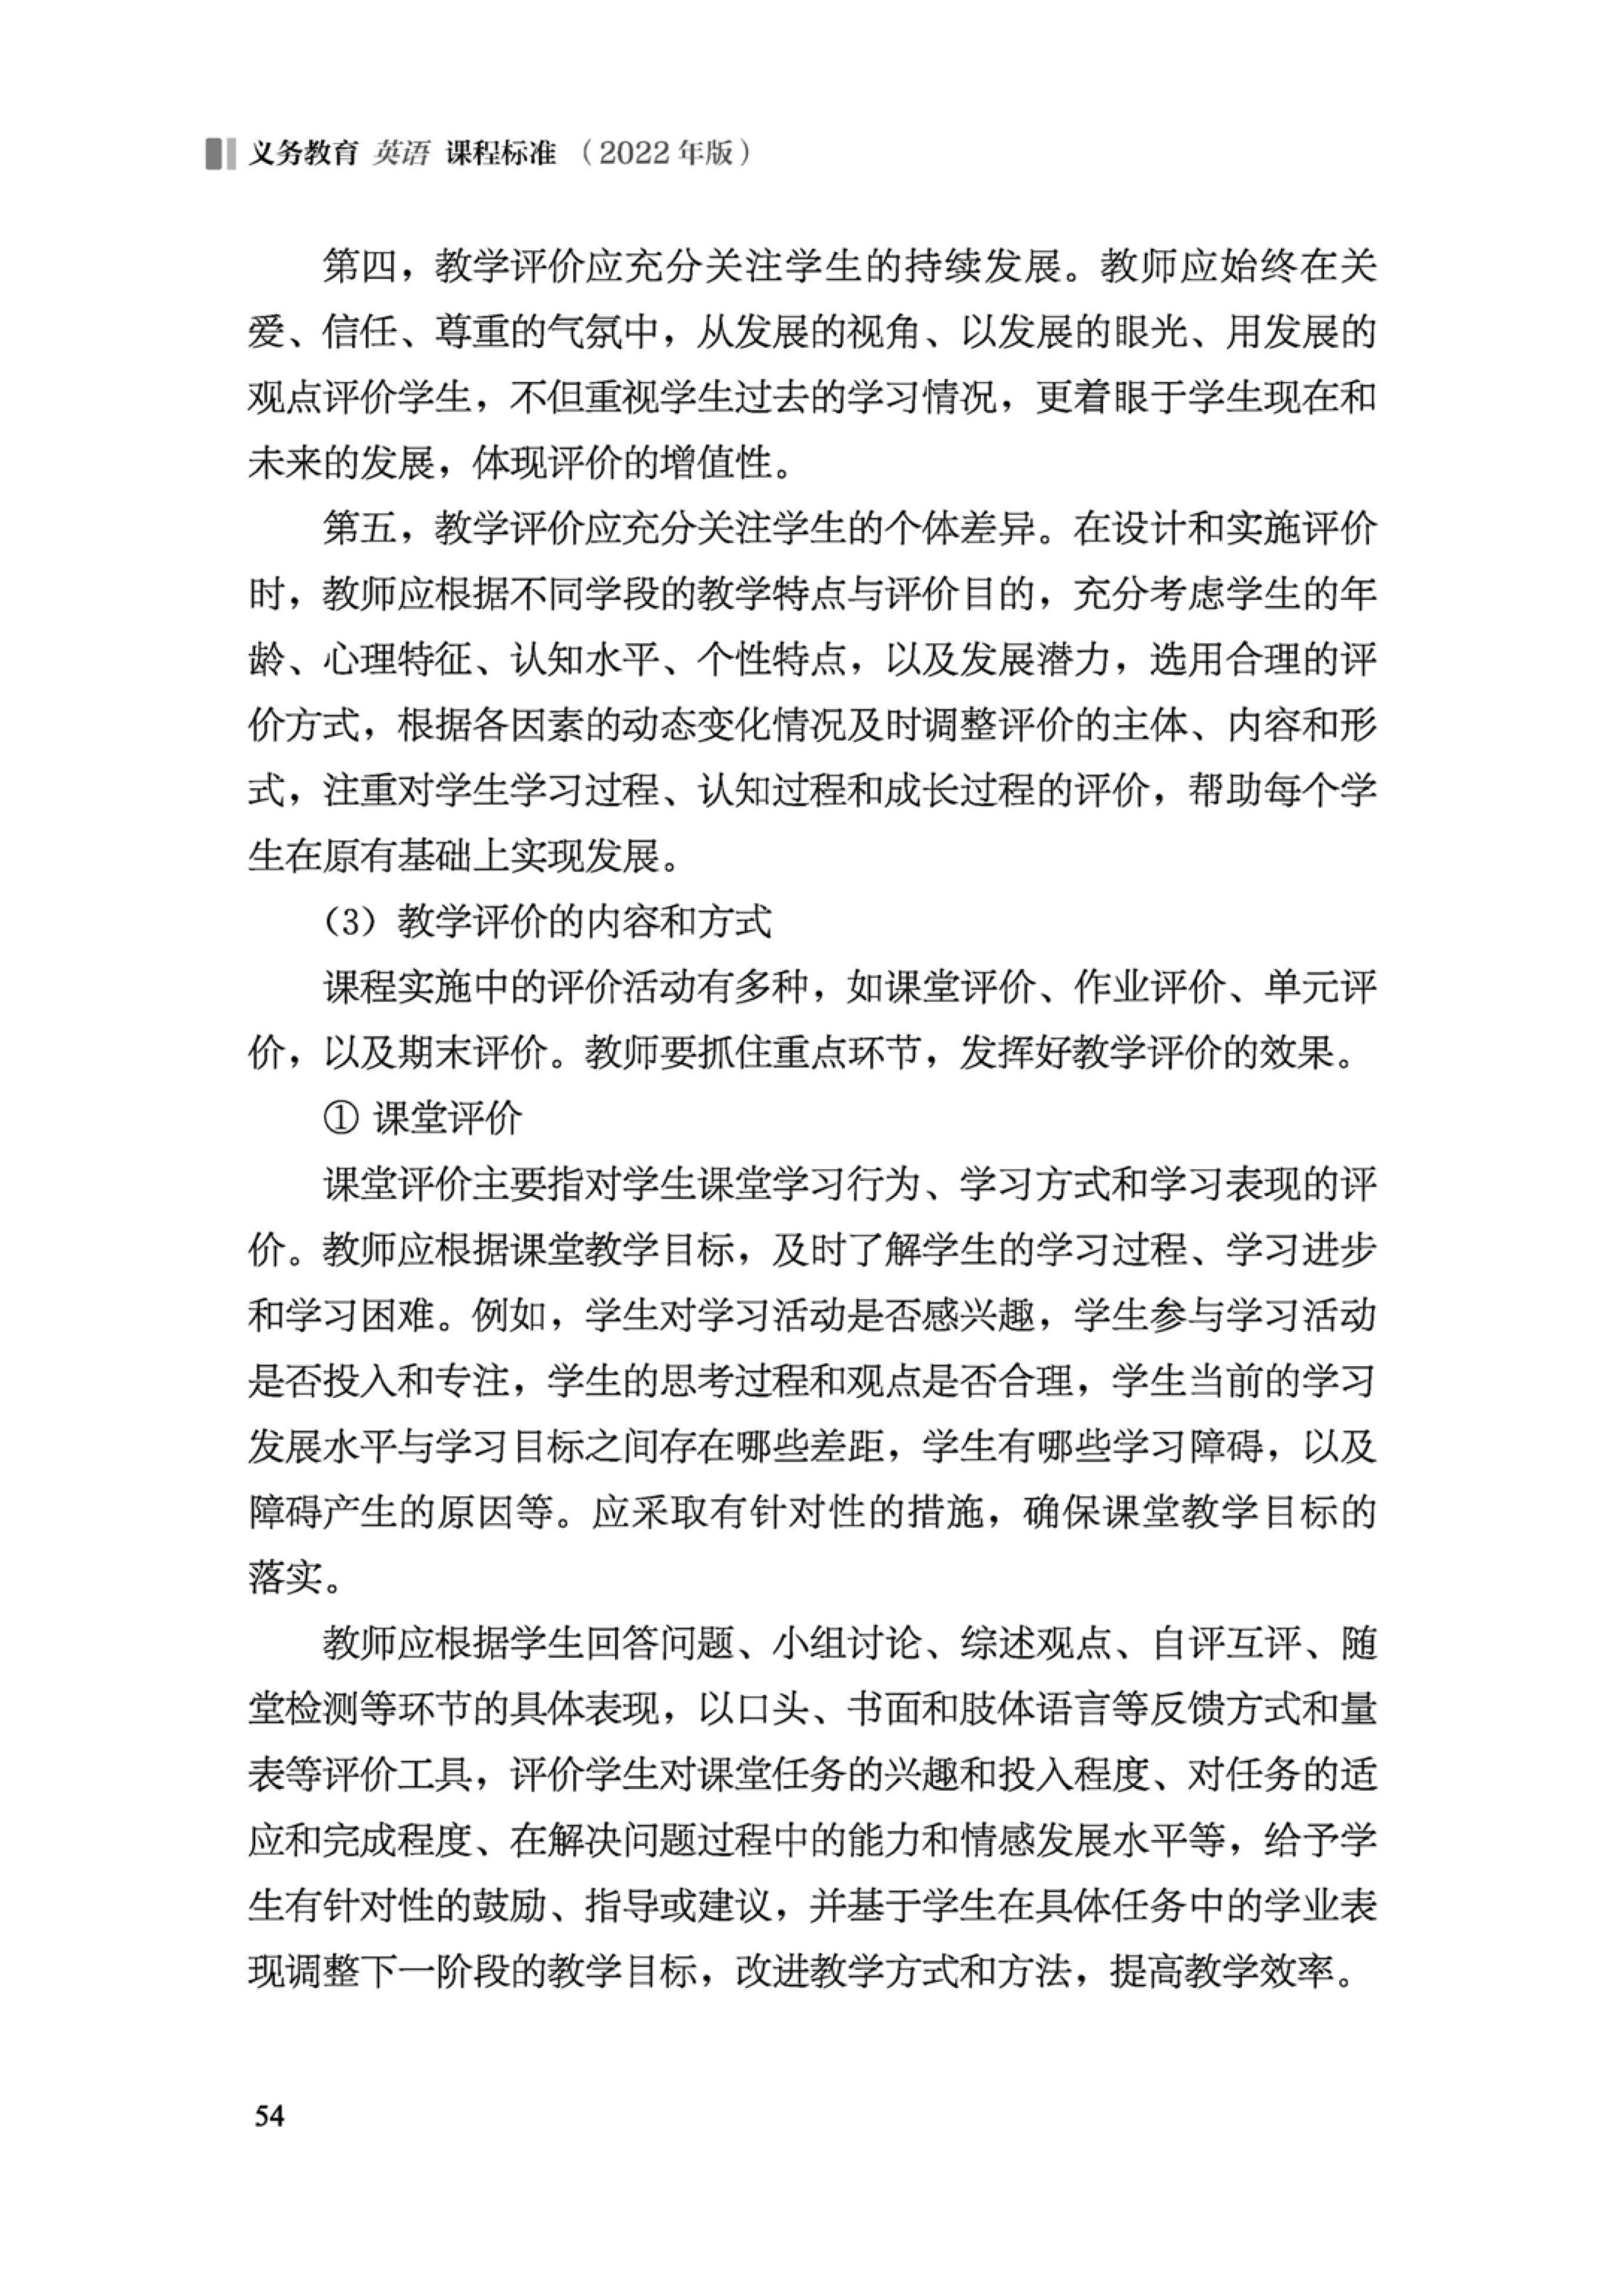 义务教育 英语 课程标准（2022 年版）
第四，教学评价应充分关注学生的持续发展。教师应始终在关
爱、信任、尊重的气氛中，从发展的视角、以发展的眼光、用发展的
观点评价学生，不但重视学生过去的学习情况，更着眼于学生现在和
未来的发展，体现评价的增值性。
第五，教学评价应充分关注学生的个体差异。在设计和实施评价
时，教师应根据不同学段的教学特点与评价目的，充分考虑学生的年
龄、心理特征、认知水平、个性特点，以及发展潜力，选用合理的评
价方式，根据各因素的动态变化情况及时调整评价的主体、内容和形
式，注重对学生学习过程、认知过程和成长过程的评价，帮助每个学
生在原有基础上实现发展。
（3）教学评价的内容和方式
课程实施中的评价活动有多种，如课堂评价、作业评价、单元评
价，以及期末评价。教师要抓住重点环节，发挥好教学评价的效果。
① 课堂评价
课堂评价主要指对学生课堂学习行为、学习方式和学习表现的评
价。教师应根据课堂教学目标，及时了解学生的学习过程、学习进步
和学习困难。例如，学生对学习活动是否感兴趣，学生参与学习活动
是否投入和专注，学生的思考过程和观点是否合理，学生当前的学习
发展水平与学习目标之间存在哪些差距，学生有哪些学习障碍，以及
障碍产生的原因等。应采取有针对性的措施，确保课堂教学目标的
落实。
教师应根据学生回答问题、小组讨论、综述观点、自评互评、随
堂检测等环节的具体表现，以口头、书面和肢体语言等反馈方式和量
表等评价工具，评价学生对课堂任务的兴趣和投入程度、对任务的适
应和完成程度、在解决问题过程中的能力和情感发展水平等，给予学
生有针对性的鼓励、指导或建议，并基于学生在具体任务中的学业表
现调整下一阶段的教学目标，改进教学方式和方法，提高教学效率。
54